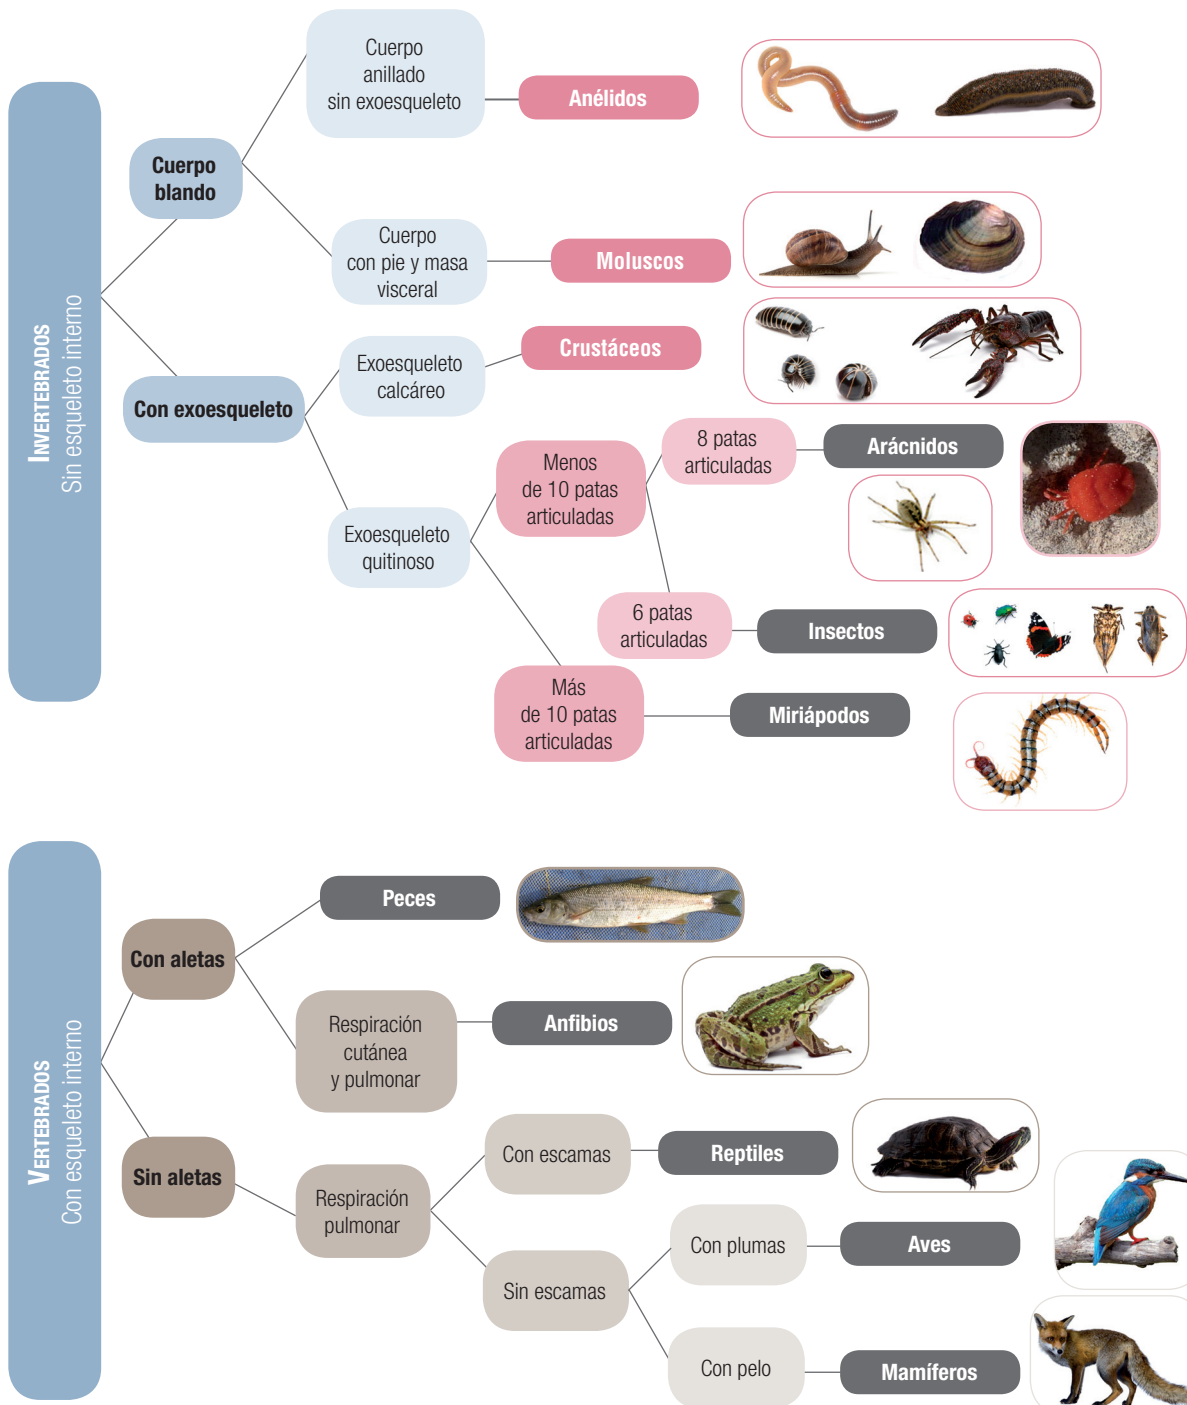 INVERTEBRADOS
Sin esqueleto interno
Cuerpo
blando
Cuerpo
anillado
sin exoesqueleto
Anélidos
Cuerpo
con pie y masa
visceral
Moluscos
Con exoesqueleto
Exoesqueleto
calcáreo
Crustáceos
Exoesqueleto
quitinoso
Menos
de 10 patas
articuladas
8 patas
articuladas
Arácnidos
6 patas
articuladas
Insectos
Más
de 10 patas
articuladas
Miriápodos
VERTEBRADOS
Con esqueleto interno
Con aletas
Peces
Respiración
cutánea
y pulmonar
Anfibios
Sin aletas
Respiración
pulmonar
Con escamas
Reptiles
Sin escamas
Con plumas
Aves
Con pelo
Mamíferos